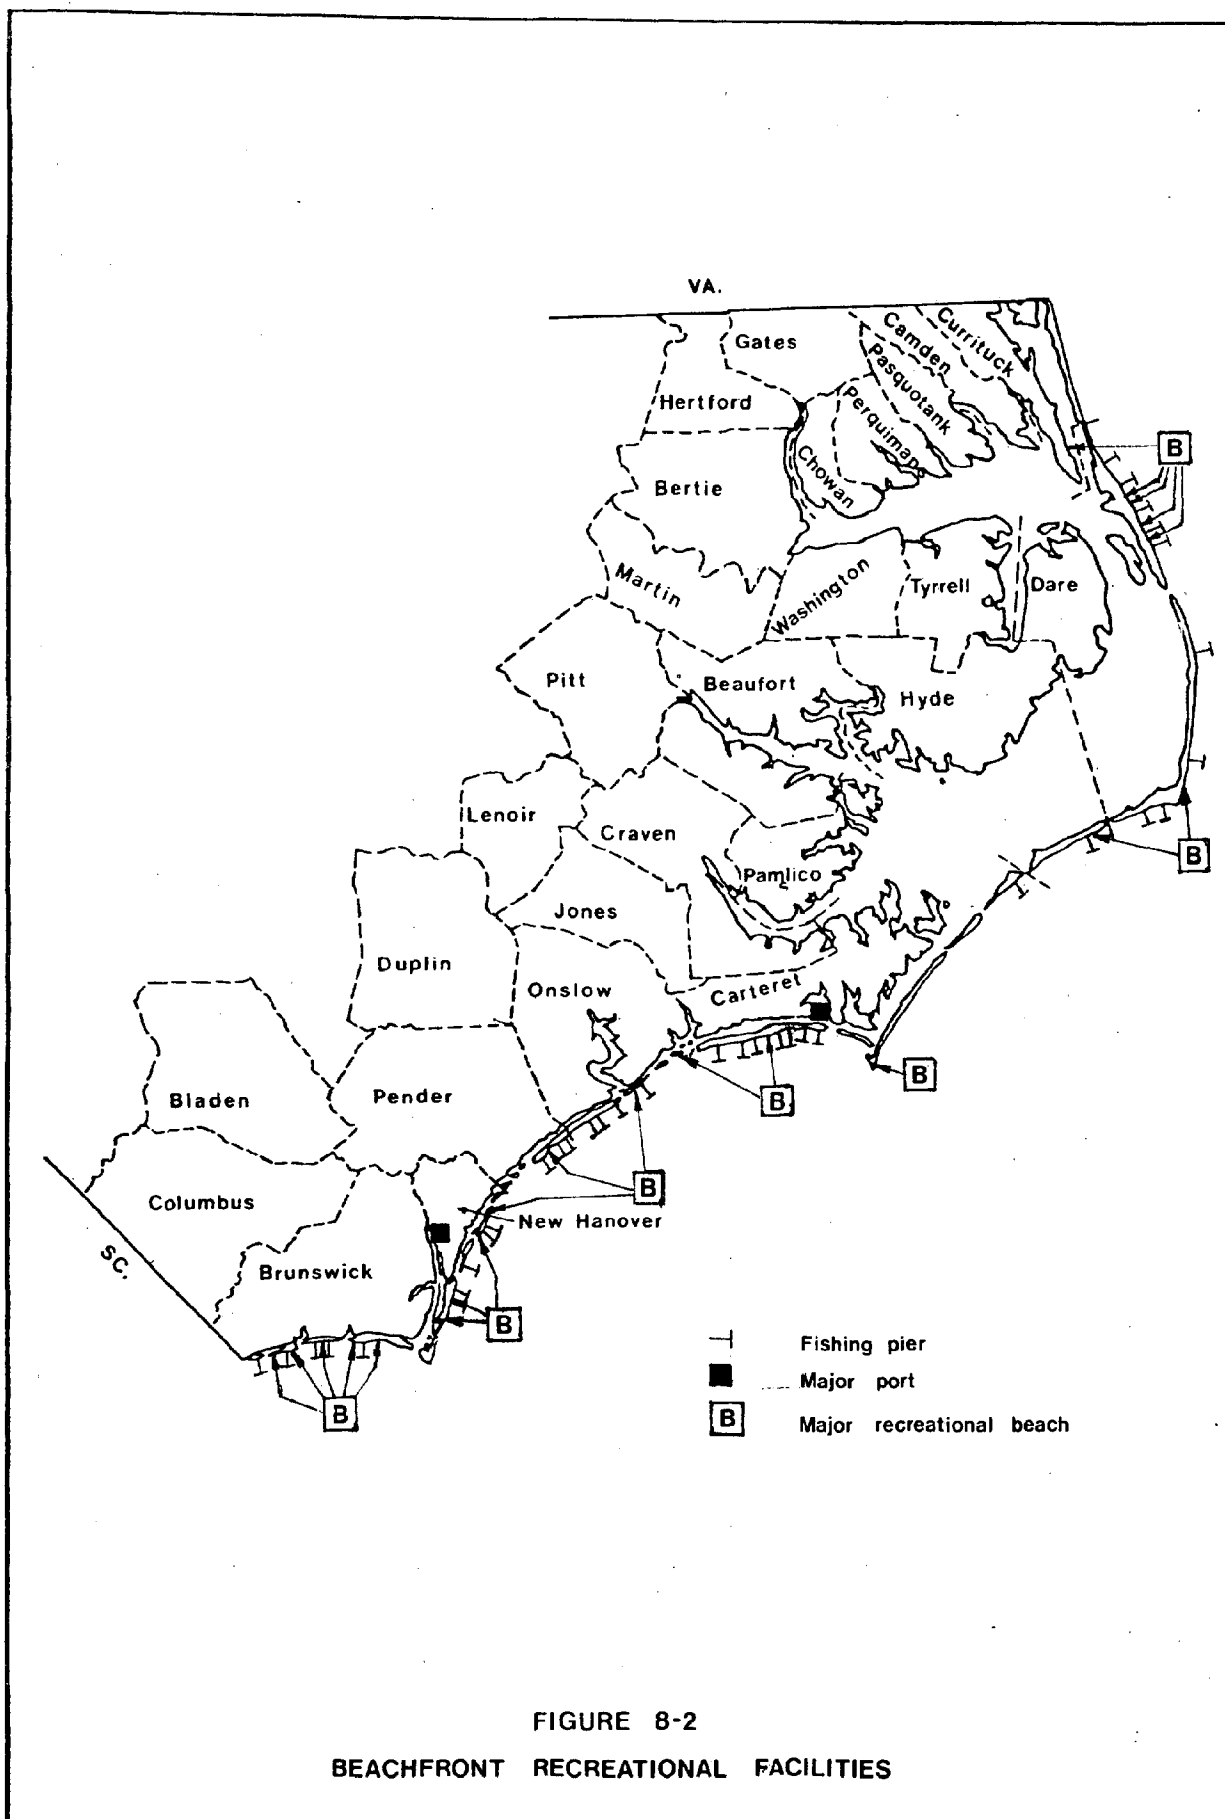 VA.
Gates
Camden
Currituck
Pasquotank
Hertford
Perquiman
Chowan
B
Bertie
Martin
Washington
Tyrrell
Dare
Pitt
Beaufort
Hyde
Lenoir
Craven
B
Pamlico
Jones
Duplin
Onslow
Carteret
B
Bladen
Pender
B
B
Columbus
New Hanover
SC.
Brunswick
B
B
Fishing pier
Major port
B Major recreational beach
FIGURE 8-2
BEACHFRONT RECREATIONAL FACILITIES